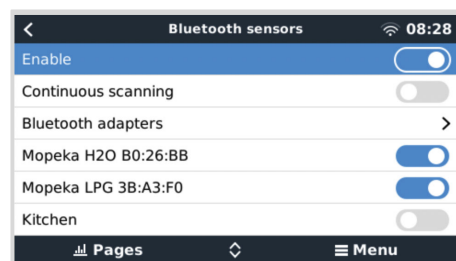 Bluetooth sensors 08:28
Enable
Continuous scanning
Bluetooth adapters
Mopeka H2O B0:26:BB
Mopeka LPG 3B:A3:F0
Kitchen
Pages Menu